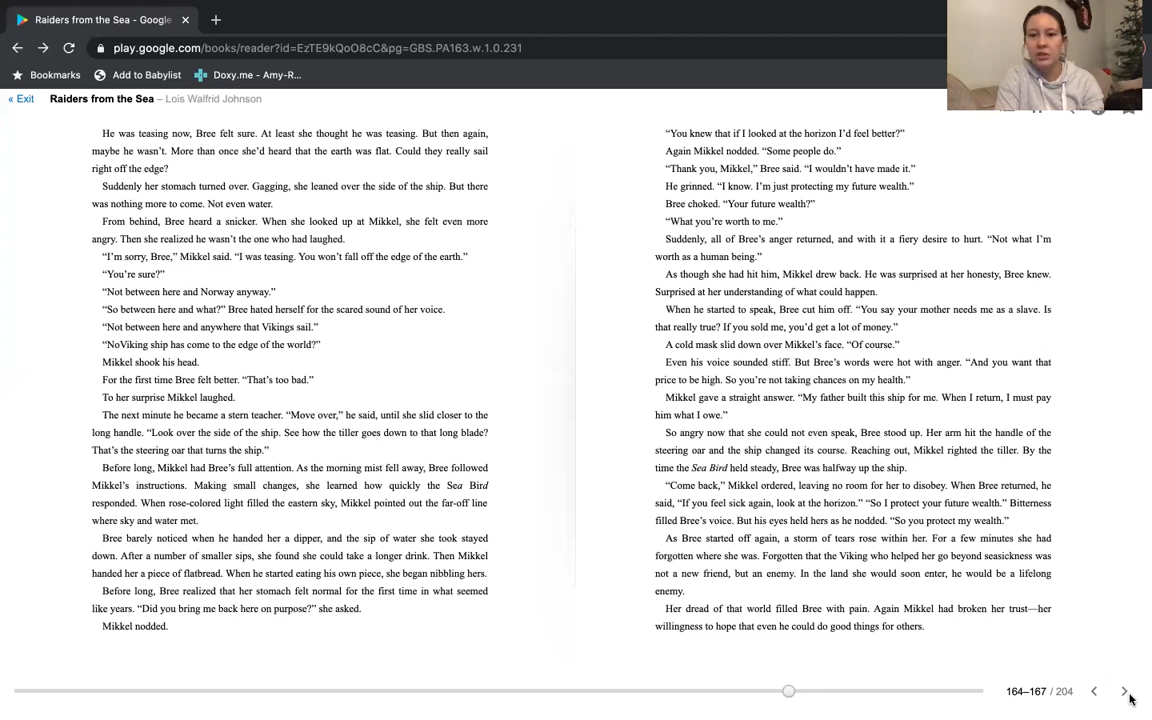 Raiders from the Sea - Google
play.google.com/books/reader?id=EzTE9kQoO8cC&pg=GBS.PA163.w.1.0.231
Bookmarks Add to Babylist Doxy.me - Amy-R...
« Exit Raiders from the Sea – Lois Walfrid Johnson
He was teasing now, Bree felt sure. At least she thought he was teasing. But then again,
maybe he wasn't. More than once she'd heard that the earth was flat. Could they really sail
right off the edge?
Suddenly her stomach turned over. Gagging, she leaned over the side of the ship. But there
was nothing more to come. Not even water.
From behind, Bree heard a snicker. When she looked up at Mikkel, she felt even more
angry. Then she realized he wasn't the one who had laughed.
“I'm sorry, Bree,” Mikkel said. “I was teasing. You won't fall off the edge of the earth.”
“You're sure?”
“Not between here and Norway anyway.”
“So between here and what?” Bree hated herself for the scared sound of her voice.
“Not between here and anywhere that Vikings sail.”
“NoViking ship has come to the edge of the world?”
Mikkel shook his head.
For the first time Bree felt better. “That's too bad.”
To her surprise Mikkel laughed.
The next minute he became a stern teacher. “Move over,” he said, until she slid closer to the
long handle. “Look over the side of the ship. See how the tiller goes down to that long blade?
That's the steering oar that turns the ship.”
Before long, Mikkel had Bree's full attention. As the morning mist fell away, Bree followed
Mikkel's instructions. Making small changes, she learned how quickly the Sea Bird
responded. When rose-colored light filled the eastern sky, Mikkel pointed out the far-off line
where sky and water met.
Bree barely noticed when he handed her a dipper, and the sip of water she took stayed
down. After a number of smaller sips, she found she could take a longer drink. Then Mikkel
handed her a piece of flatbread. When he started eating his own piece, she began nibbling hers.
Before long, Bree realized that her stomach felt normal for the first time in what seemed
like years. “Did you bring me back here on purpose?” she asked.
Mikkel nodded.
“You knew that if I looked at the horizon I'd feel better?”
Again Mikkel nodded. “Some people do.”
“Thank you, Mikkel,” Bree said. “I wouldn't have made it.”
He grinned. “I know. I'm just protecting my future wealth.”
Bree choked. “Your future wealth?”
“What you're worth to me.”
Suddenly, all of Bree's anger returned, and with it a fiery desire to hurt. “Not what I'm
worth as a human being.”
As though she had hit him, Mikkel drew back. He was surprised at her honesty, Bree knew.
Surprised at her understanding of what could happen.
When he started to speak, Bree cut him off. “You say your mother needs me as a slave. Is
that really true? If you sold me, you'd get a lot of money.”
A cold mask slid down over Mikkel's face. “Of course.”
Even his voice sounded stiff. But Bree's words were hot with anger. “And you want that
price to be high. So you're not taking chances on my health.”
Mikkel gave a straight answer. “My father built this ship for me. When I return, I must pay
him what I owe.”
So angry now that she could not even speak, Bree stood up. Her arm hit the handle of the
steering oar and the ship changed its course. Reaching out, Mikkel righted the tiller. By the
time the Sea Bird held steady, Bree was halfway up the ship.
“Come back,” Mikkel ordered, leaving no room for her to disobey. When Bree returned, he
said, “If you feel sick again, look at the horizon.” “So I protect your future wealth.” Bitterness
filled Bree's voice. But his eyes held hers as he nodded. “So you protect my wealth.”
As Bree started off again, a storm of tears rose within her. For a few minutes she had
forgotten where she was. Forgotten that the Viking who helped her go beyond seasickness was
not a new friend, but an enemy. In the land she would soon enter, he would be a lifelong
enemy.
Her dread of that world filled Bree with pain. Again Mikkel had broken her trust—her
willingness to hope that even he could do good things for others.
164–167 / 204